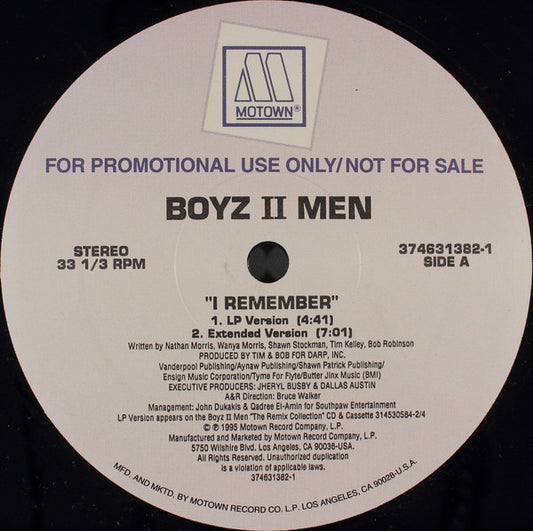 MOTOWN®
FOR PROMOTIONAL USE ONLY/NOT FOR SALE
BOYZ II MEN
STEREO
33 1/3 RPM
374631382-1
SIDE A
"I REMEMBER"
1. LP Version (4:41)
2. Extended Version (7:01)
Written by Nathan Morris, Wanya Morris, Shawn Stockman, Tim Kelley, Bob Robinson
PRODUCED BY TIM & BOB FOR DARP, INC.
Vanderpool Publishing/Aynaw Publishing/Shawn Patrick Publishing/
Ensign Music Corporation/Tyme For Flyte/Butter Jinx Music (BMI)
EXECUTIVE PRODUCERS: JHERYL BUSBY & DALLAS AUSTIN
A&R Direction: Bruce Walker
Management: John Dukakis & Qadree El-Amin for Southpaw Entertainment
LP Version appears on the Boyz II Men "The Remix Collection" CD & Cassette 314530584-2/4
© ℗ 1995 Motown Record Company, L.P.
Manufactured and Marketed by Motown Record Company, L.P.
5750 Wilshire Blvd. Los Angeles, CA 90036-USA.
All Rights Reserved. Unauthorized duplication
is a violation of applicable laws.
374631382-1
MFD. AND MKTD. BY MOTOWN RECORD CO. L.P. LOS ANGELES, CA 90028-U.S.A.